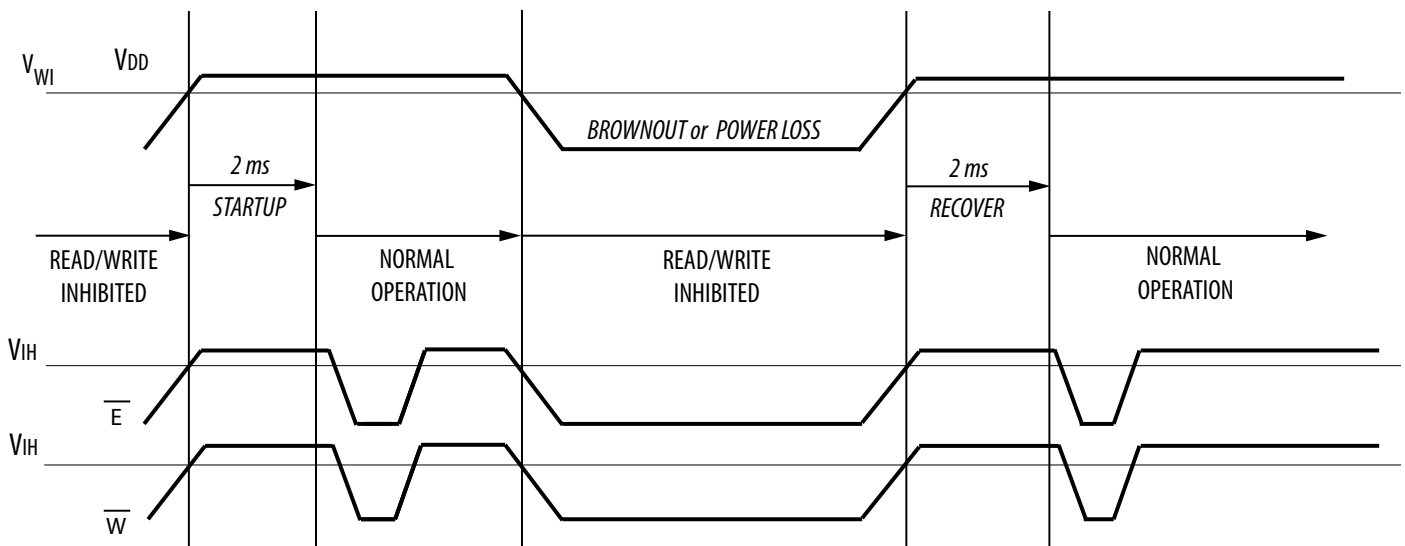 VWI VDD
BROWNOUT or POWER LOSS
2 ms
STARTUP
2 ms
RECOVER
READ/WRITE
INHIBITED
NORMAL
OPERATION
READ/WRITE
INHIBITED
NORMAL
OPERATION
VIH
E
VIH
W